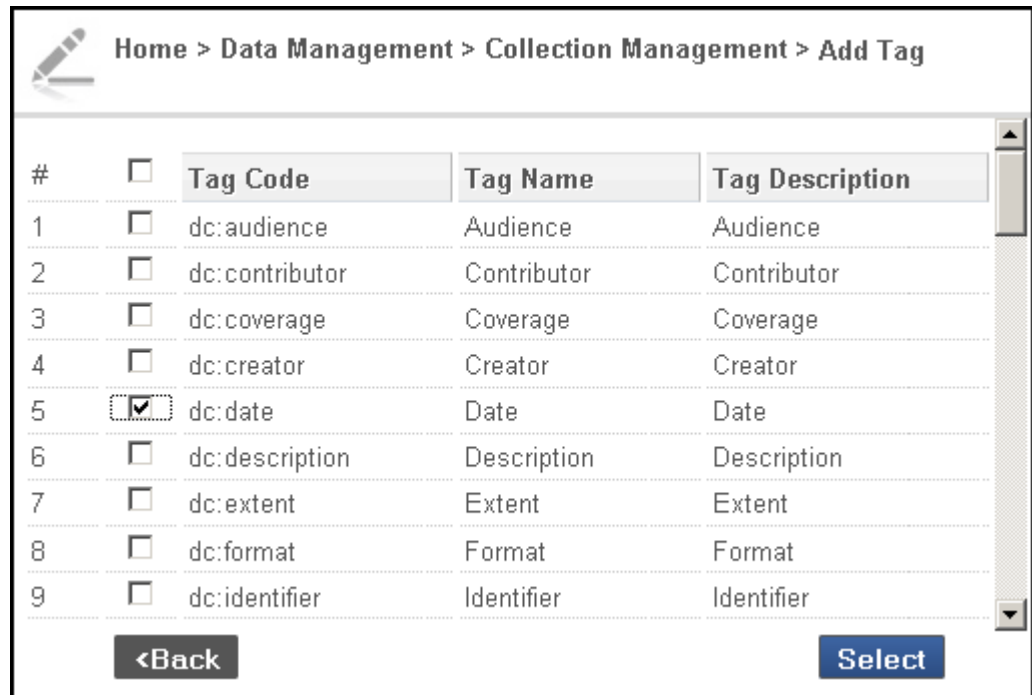 Home > Data Management > Collection Management > Add Tag
# Tag Code Tag Name Tag Description
1 dc:audience Audience Audience
2 dc:contributor Contributor Contributor
3 dc:coverage Coverage Coverage
4 dc:creator Creator Creator
5 dc:date Date Date
6 dc:description Description Description
7 dc:extent Extent Extent
8 dc:format Format Format
9 dc:identifier Identifier Identifier
<Back Select